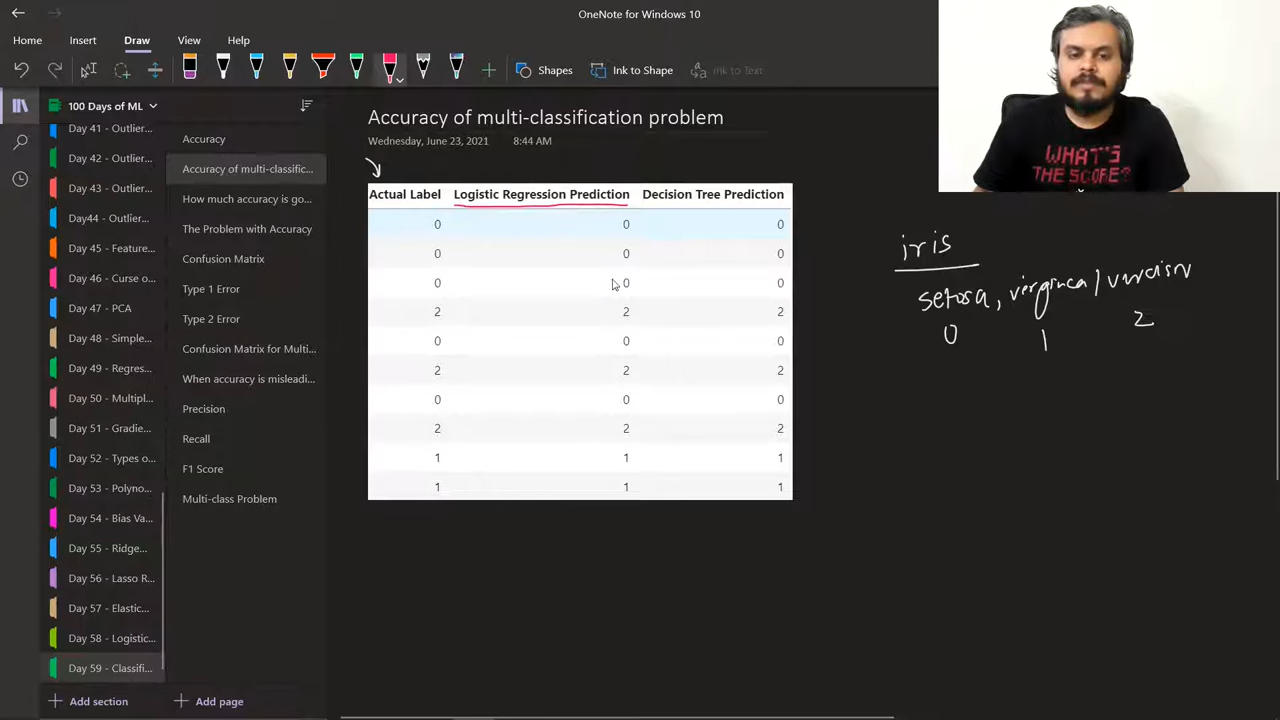 OneNote for Windows 10
Home Insert Draw View Help
Shapes Ink to Shape Ink to Text
100 Days of ML
Day 41 - Outlier...
Day 42 - Outlier...
Day 43 - Outlier...
Day44 - Outlier...
Day 45 - Feature...
Day 46 - Curse o...
Day 47 - PCA
Day 48 - Simple...
Day 49 - Regres...
Day 50 - Multipl...
Day 51 - Gradie...
Day 52 - Types o...
Day 53 - Polyno...
Day 54 - Bias Va...
Day 55 - Ridge...
Day 56 - Lasso R...
Day 57 - Elastic...
Day 58 - Logistic...
Day 59 - Classifi...
Add section
Accuracy
Accuracy of multi-classific...
How much accuracy is go...
The Problem with Accuracy
Confusion Matrix
Type 1 Error
Type 2 Error
Confusion Matrix for Multi...
When accuracy is misleadi...
Precision
Recall
F1 Score
Multi-class Problem
Add page
Accuracy of multi-classification problem
Wednesday, June 23, 2021 8:44 AM
Actual Label Logistic Regression Prediction Decision Tree Prediction
0 0 0
0 0 0
0 0 0
2 2 2
0 0 0
2 2 2
0 0 0
2 2 2
1 1 1
1 1 1
iris
setosa, virginca /
0 1 2
WHAT'S
THE SCORE?